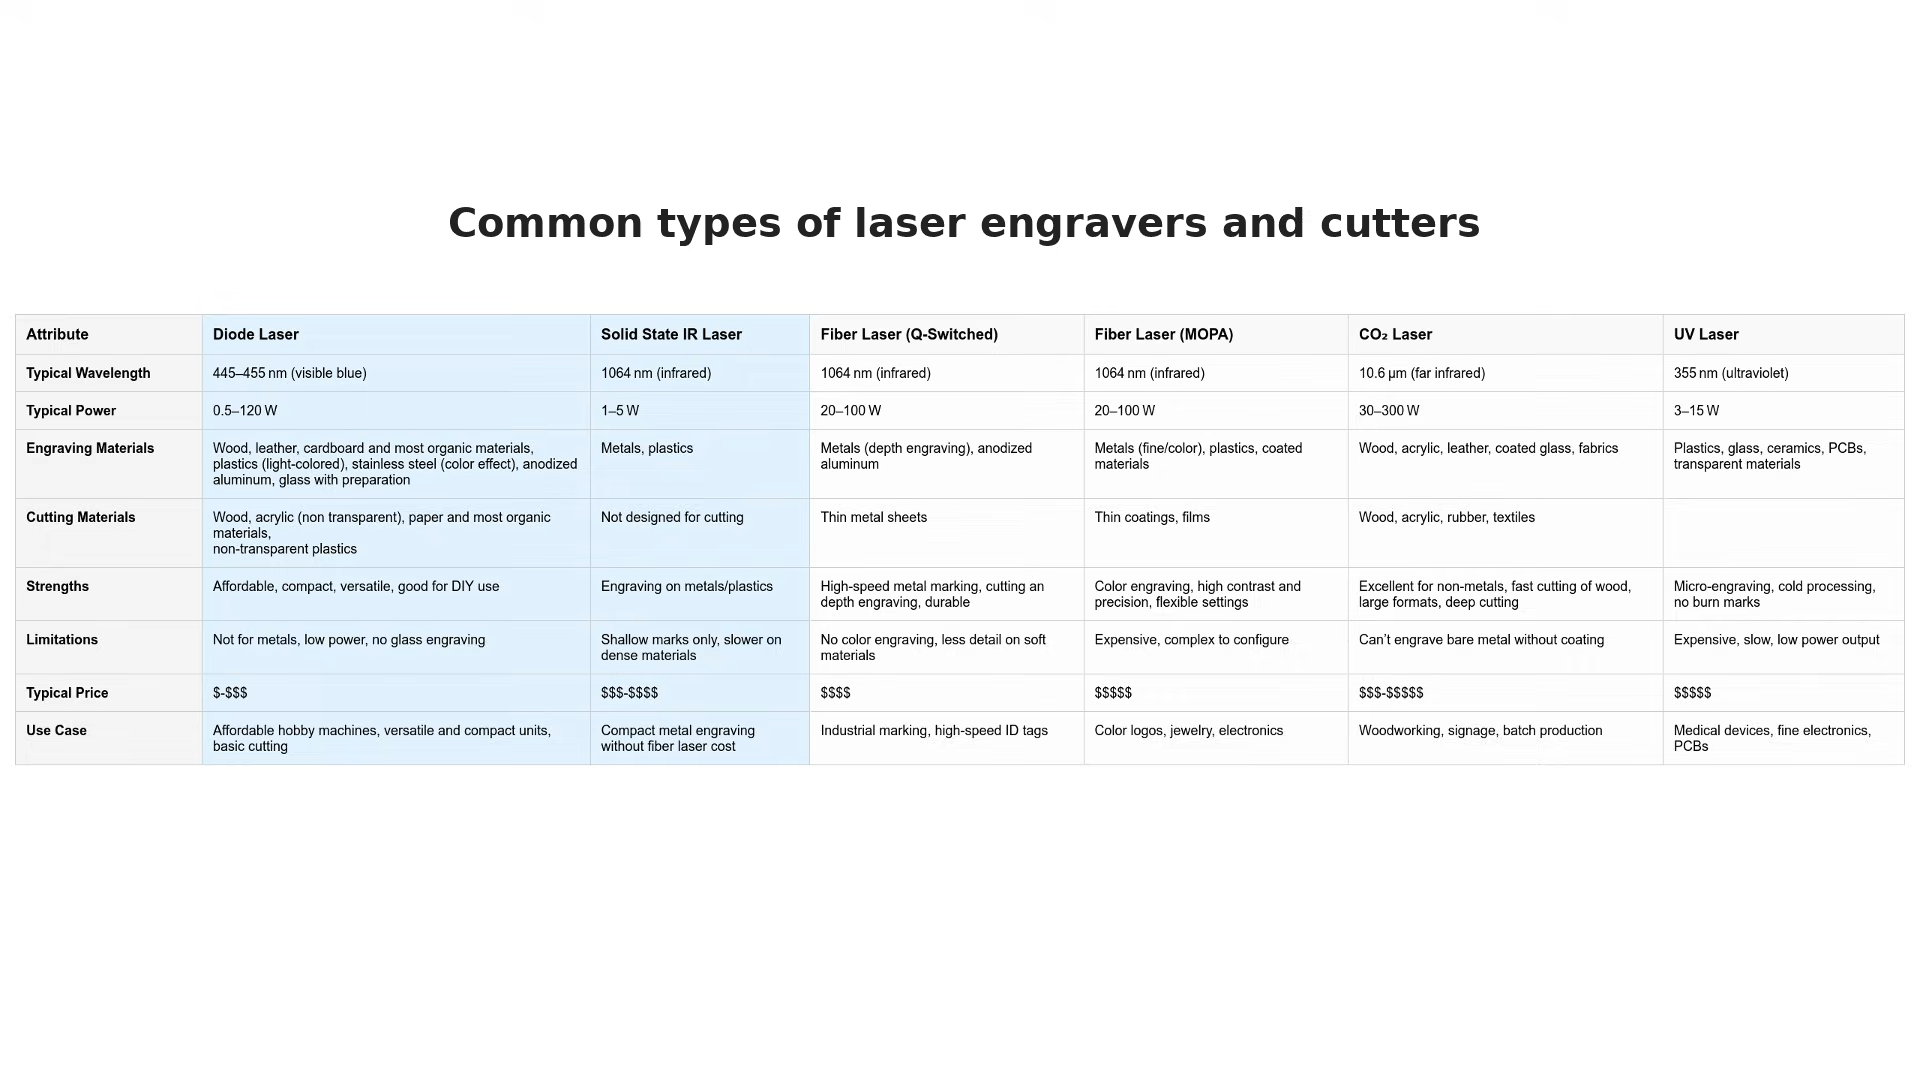 Common types of laser engravers and cutters
Attribute
Diode Laser
Solid State IR Laser
Fiber Laser (Q-Switched)
Fiber Laser (MOPA)
CO₂ Laser
UV Laser
Typical Wavelength
445–455 nm (visible blue)
1064 nm (infrared)
1064 nm (infrared)
1064 nm (infrared)
10.6 µm (far infrared)
355 nm (ultraviolet)
Typical Power
0.5–120 W
1–5 W
20–100 W
20–100 W
30–300 W
3–15 W
Engraving Materials
Wood, leather, cardboard and most organic materials,
plastics (light-colored), stainless steel (color effect), anodized
aluminum, glass with preparation
Metals, plastics
Metals (depth engraving), anodized
aluminum
Metals (fine/color), plastics, coated
materials
Wood, acrylic, leather, coated glass, fabrics
Plastics, glass, ceramics, PCBs,
transparent materials
Cutting Materials
Wood, acrylic (non transparent), paper and most organic
materials,
non-transparent plastics
Not designed for cutting
Thin metal sheets
Thin coatings, films
Wood, acrylic, rubber, textiles
Strengths
Affordable, compact, versatile, good for DIY use
Engraving on metals/plastics
High-speed metal marking, cutting an
depth engraving, durable
Color engraving, high contrast and
precision, flexible settings
Excellent for non-metals, fast cutting of wood,
large formats, deep cutting
Micro-engraving, cold processing,
no burn marks
Limitations
Not for metals, low power, no glass engraving
Shallow marks only, slower on
dense materials
No color engraving, less detail on soft
materials
Expensive, complex to configure
Can’t engrave bare metal without coating
Expensive, slow, low power output
Typical Price
$-$$$
$$$-$$$$
$$$$
$$$$$
$$$-$$$$$
$$$$$
Use Case
Affordable hobby machines, versatile and compact units,
basic cutting
Compact metal engraving
without fiber laser cost
Industrial marking, high-speed ID tags
Color logos, jewelry, electronics
Woodworking, signage, batch production
Medical devices, fine electronics,
PCBs